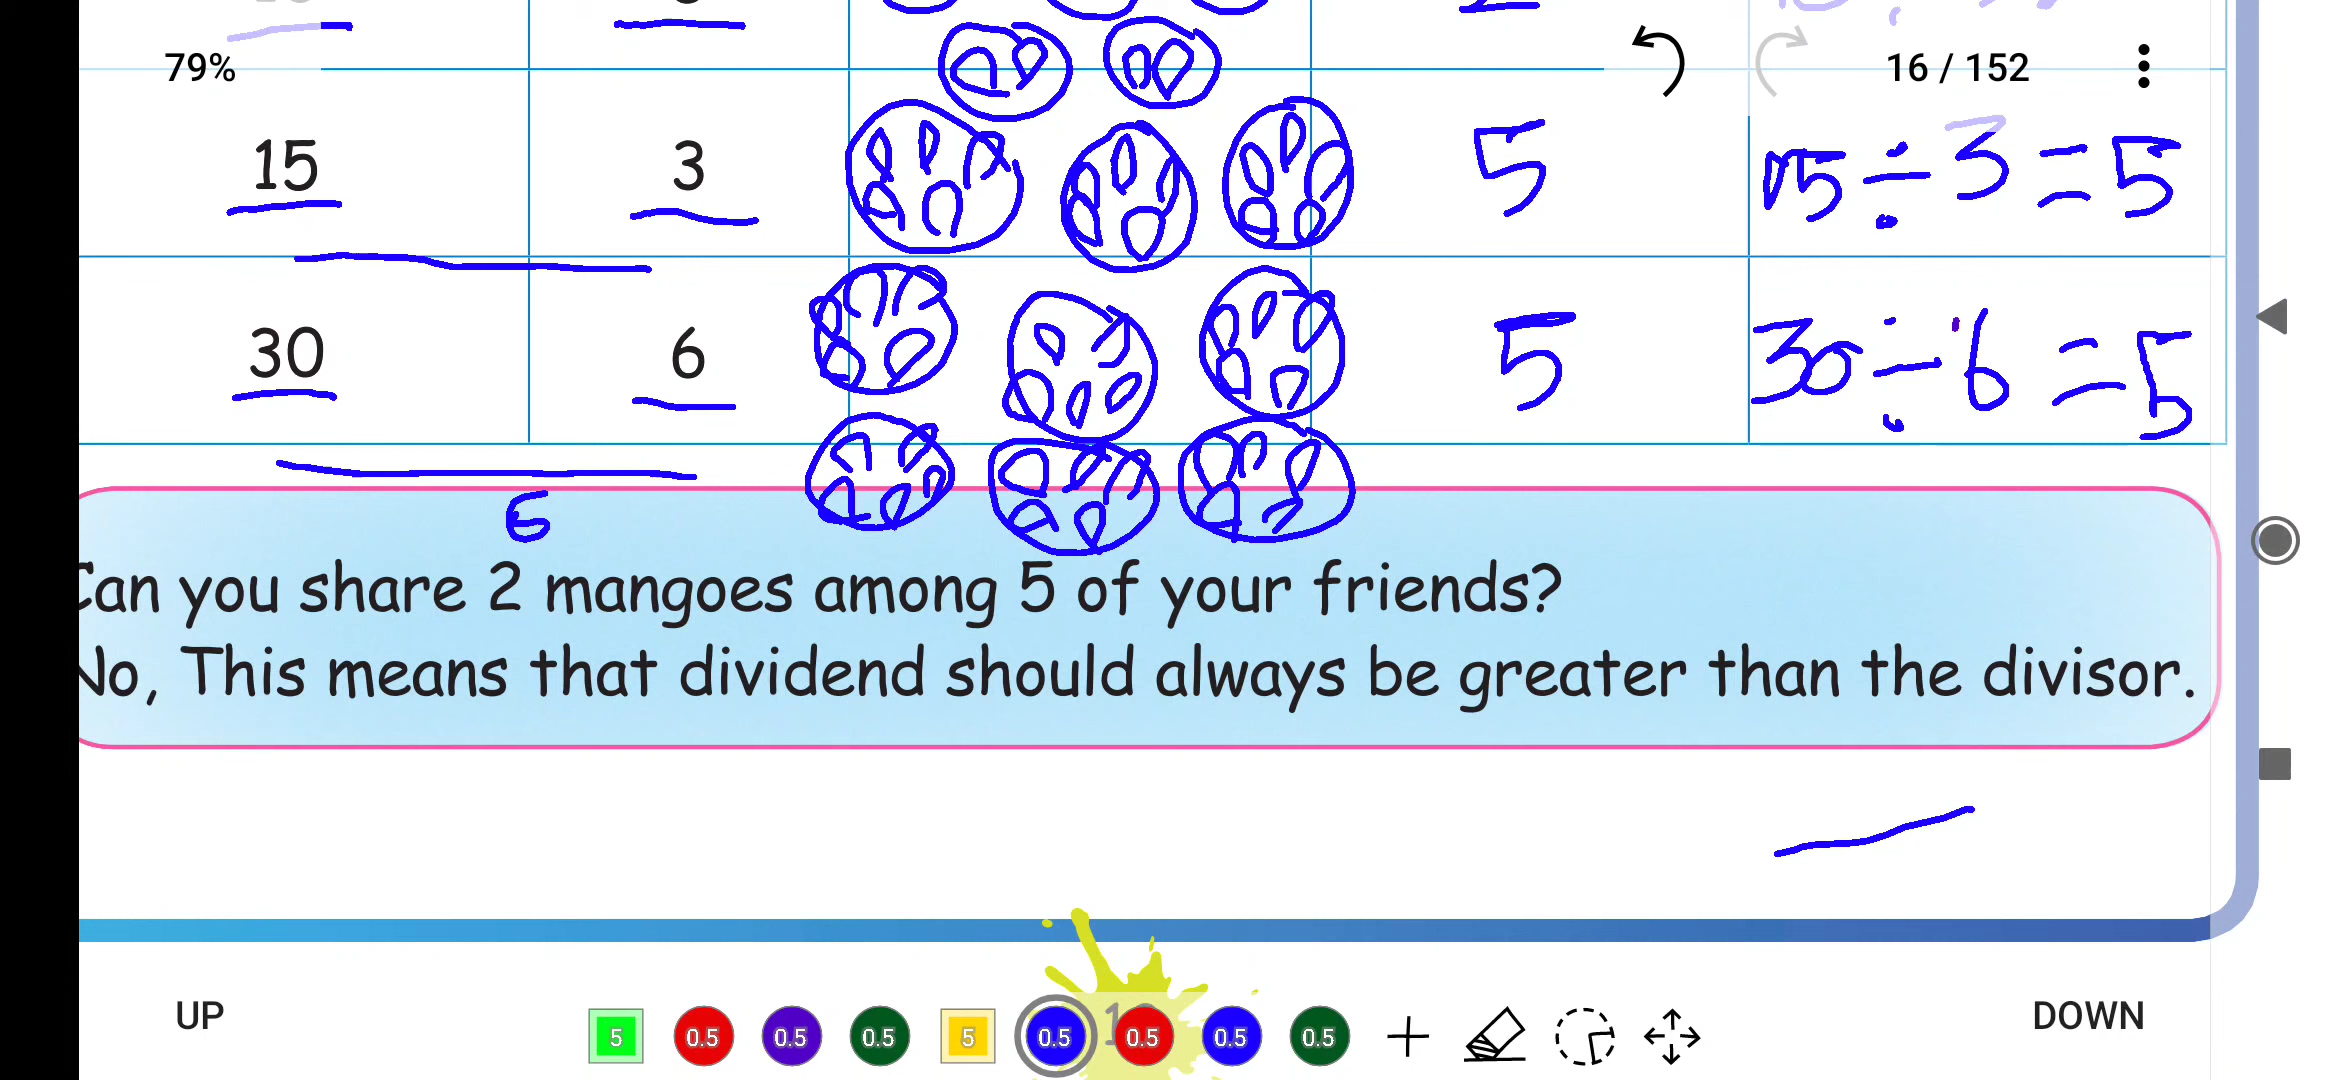 79% 16 / 152
15 3 5 15 ÷ 3 = 5
30 6 5 30 ÷ 6 = 5
6
Can you share 2 mangoes among 5 of your friends?
No, This means that dividend should always be greater than the divisor.
UP 5 0.5 0.5 0.5 5 0.5 0.5 0.5 0.5 DOWN